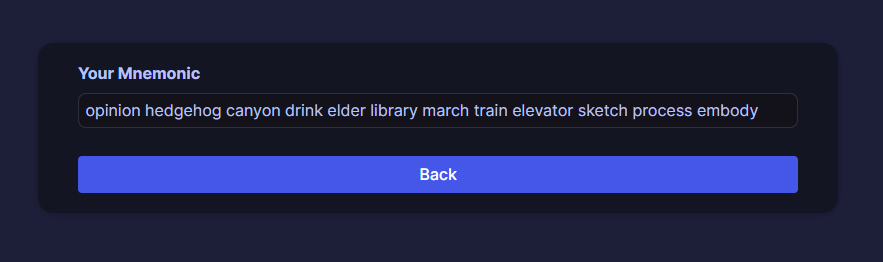 Your Mnemonic
opinion hedgehog canyon drink elder library march train elevator sketch process embody
Back